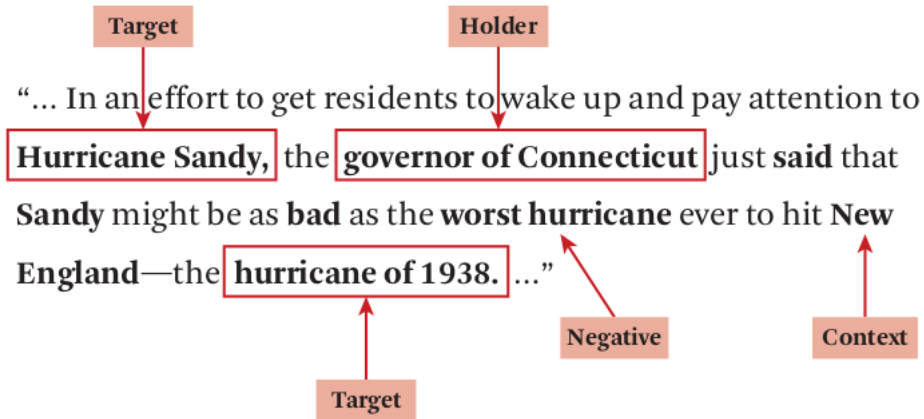 Target Holder
“... In an effort to get residents to wake up and pay attention to
Hurricane Sandy, the governor of Connecticut just said that
Sandy might be as bad as the worst hurricane ever to hit New
England—the hurricane of 1938. ...”
Negative Context
Target